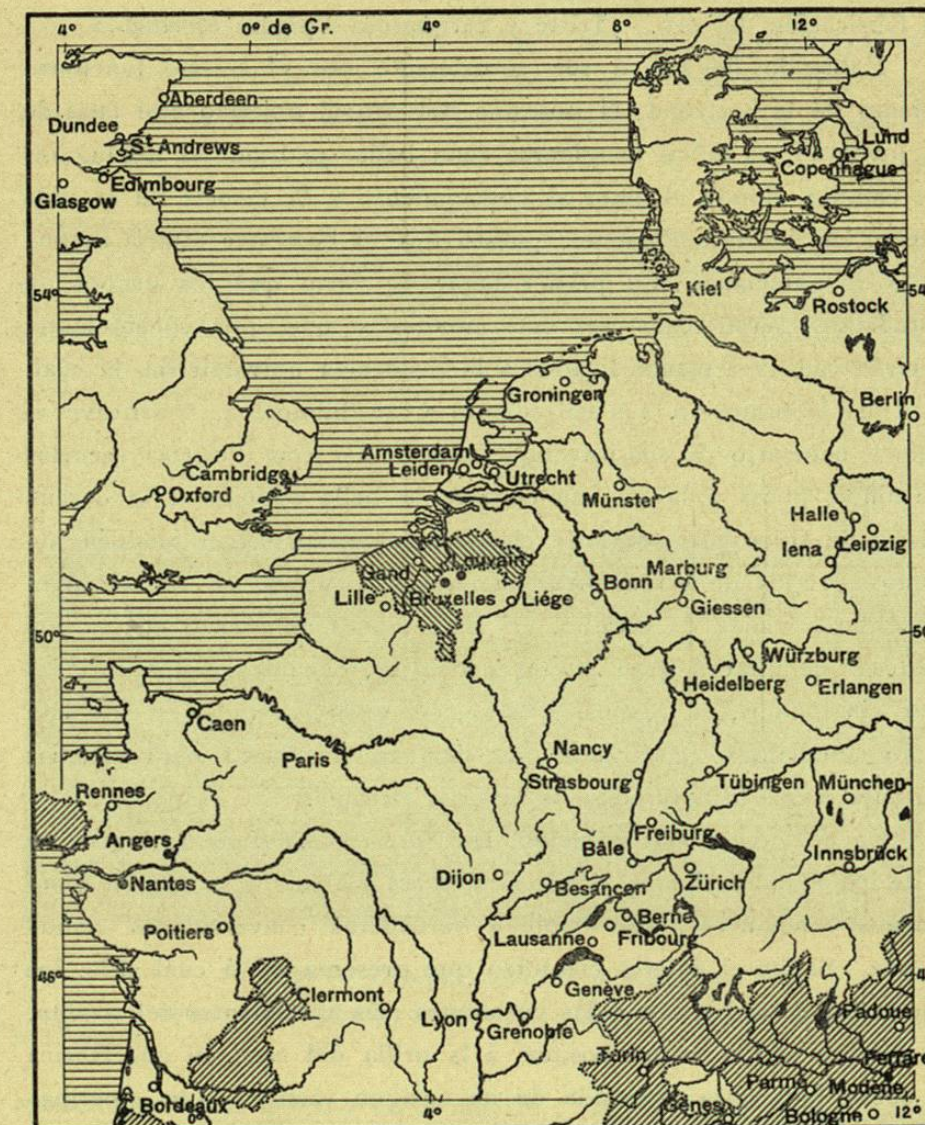 4° 0° de Gr. 4° 8° 12°
Aberdeen
Dundee
St Andrews
Edimbourg
Glasgow
Lund
Copenhague
54°
Kiel
54
Rostock
Groningen
Berlin
Amsterdam
Leiden
Utrecht
Cambridge
Oxford
Münster
Halle
Leipzig
Iena
Gand
Louvain
Marburg
Bonn
Lille
Bruxelles
Liége
Giessen
50°
50
Würzburg
Heidelberg
Erlangen
Caen
Paris
Nancy
Strasbourg
Tübingen
München
Rennes
Freiburg
Angers
Bâle
Innsbrück
Nantes
Dijon
Besançon
Zürich
Poitiers
Berne
Lausanne
Fribourg
46°
4
Genève
Clermont
Lyon
Grenoble
Padoue
Turin
Ferrare
Parme
Modène
Bordeaux
Gênes
Bologne
0° 4° 12°